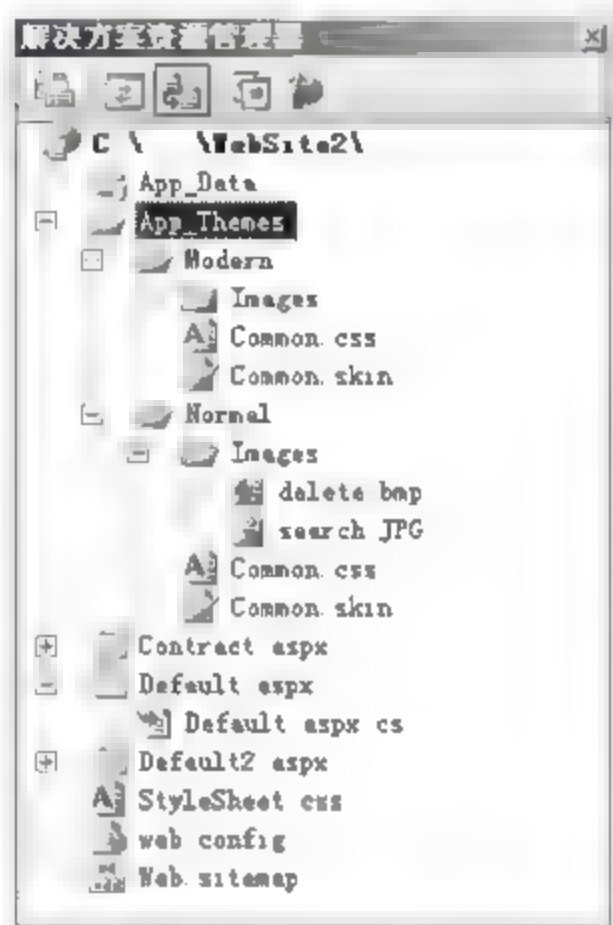 解决方案资源管理器
C \ \WebSite2\
App_Data
App_Themes
Modern
Images
Common.css
Common.skin
Normal
Images
delete bmp
search JPG
Common.css
Common.skin
Contract aspx
Default aspx
Default aspx cs
Default2 aspx
StyleSheet css
web config
Web.sitemap